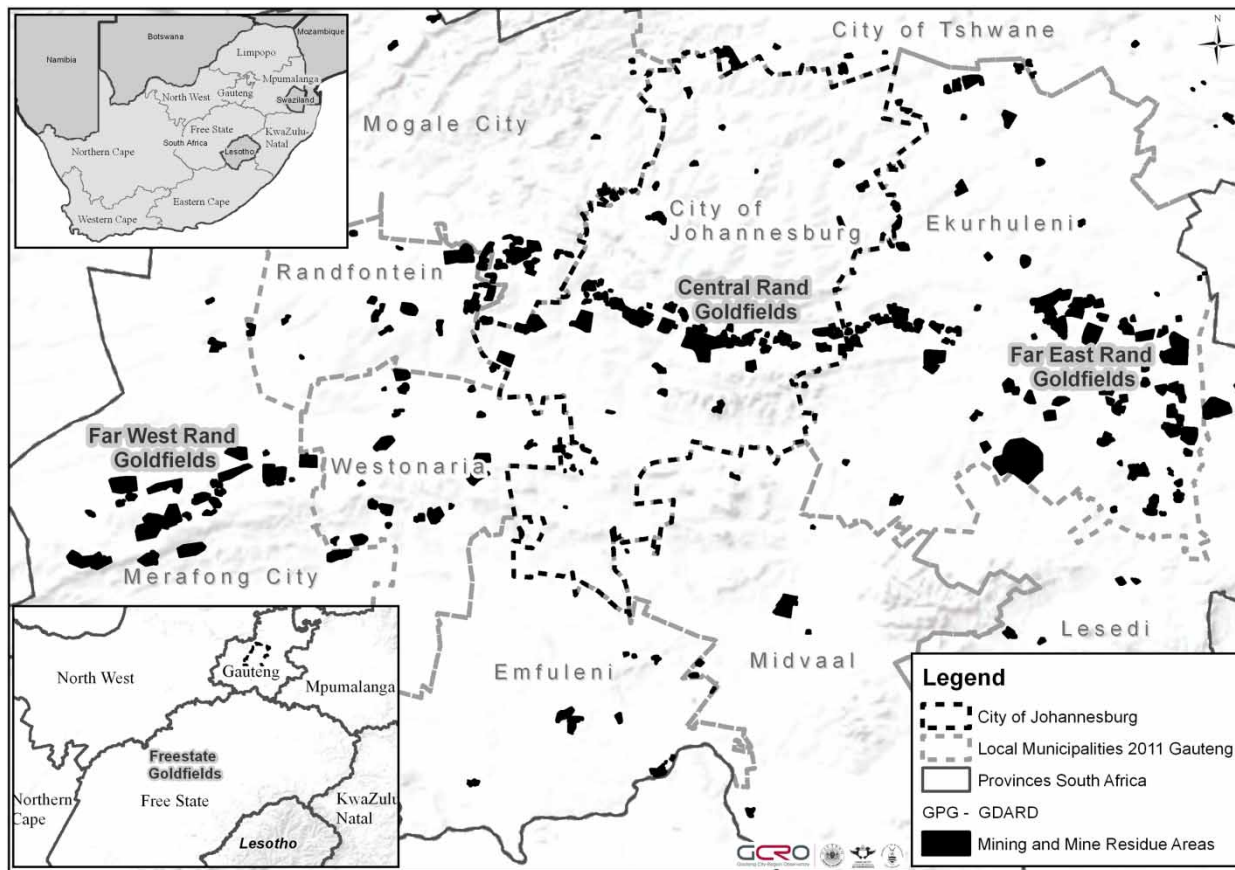 Namibia
Botswana
Mozambique
Limpopo
Mpumalanga
North West
Gauteng
Swaziland
Free State
KwaZulu-
Natal
South Africa
Lesotho
Northern Cape
Eastern Cape
Western Cape
N
City of Tshwane
Mogale City
City of
Johannesburg
Ekurhuleni
Randfontein
Central Rand
Goldfields
Far East Rand
Goldfields
Far West Rand
Goldfields
Westonaria
Merafong City
Emfuleni
Midvaal
Lesedi
North West
Gauteng
Mpumalanga
Freestate
Goldfields
Free State
Northern
Cape
KwaZulu
Natal
Lesotho
Legend
City of Johannesburg
Local Municipalities 2011 Gauteng
Provinces South Africa
GPG - GDARD
Mining and Mine Residue Areas
GCRO